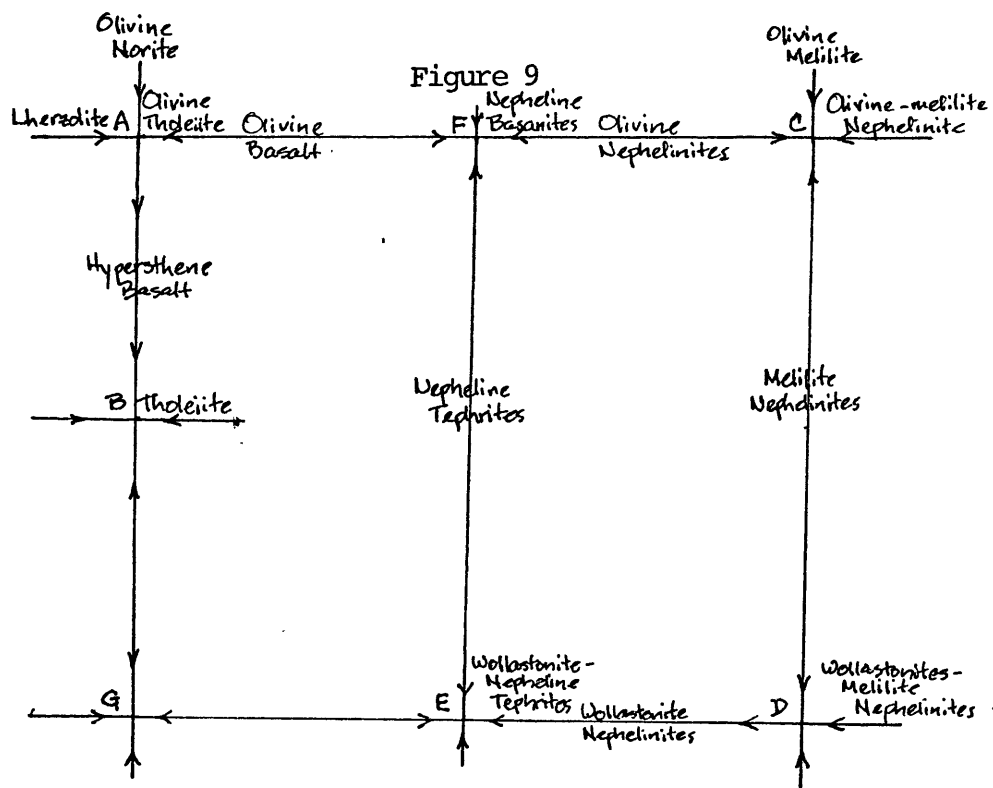 Olivine
Norite
Olivine
Melilite
Figure 9
Lherzolite A
Olivine
Tholeiite
Olivine
Basalt
F
Nepheline
Basanites
Olivine
Nephelinites
C
Olivine-melilite
Nephelinite
Hypersthene
Basalt
Nepheline
Tephrites
Melilite
Nephelinites
B Tholeiite
G
E
Wollastonite-
Nepheline
Tephritos
Wollastonite
Nephelinites
D
Wollastonites-
Melilite
Nephelinites